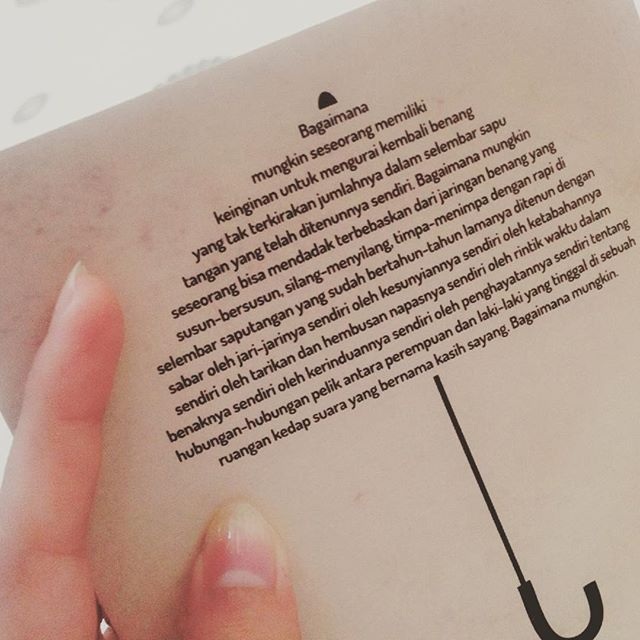 Bagaimana
mungkin seseorang memiliki
keinginan untuk mengurai kembali benang
yang tak terkirakan jumlahnya dalam selembar sapu
tangan yang telah ditenunnya sendiri. Bagaimana mungkin
seseorang bisa mendadak terbebaskan dari jaringan benang yang
susun-bersusun, silang-menyilang, timpa-menimpa dengan rapi di
selembar saputangan yang sudah bertahun-tahun lamanya ditenun dengan
sabar oleh jari-jarinya sendiri oleh kesunyiannya sendiri oleh ketabahannya
sendiri oleh tarikan dan hembusan napasnya sendiri oleh rintik waktu dalam
benaknya sendiri oleh kerinduannya sendiri oleh penghayatannya sendiri tentang
hubungan-hubungan pelik antara perempuan dan laki-laki yang tinggal di sebuah
ruangan kedap suara yang bernama kasih sayang. Bagaimana mungkin.